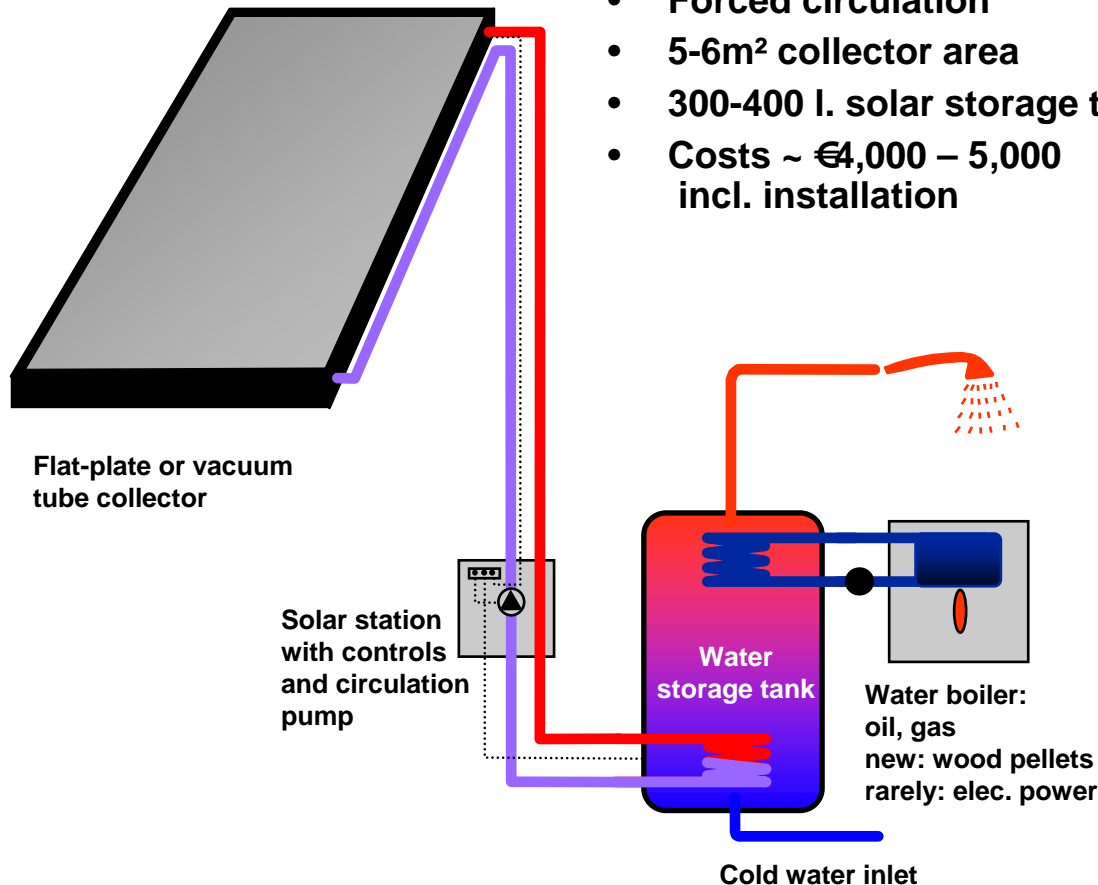 • Forced circulation
• 5-6m² collector area
• 300-400 l. solar storage
• Costs ~ €4,000 – 5,000
incl. installation
Flat-plate or vacuum
tube collector
Solar station
with controls
and circulation
pump
Water
storage tank
Water boiler:
oil, gas
new: wood pellets
rarely: elec. power
Cold water inlet